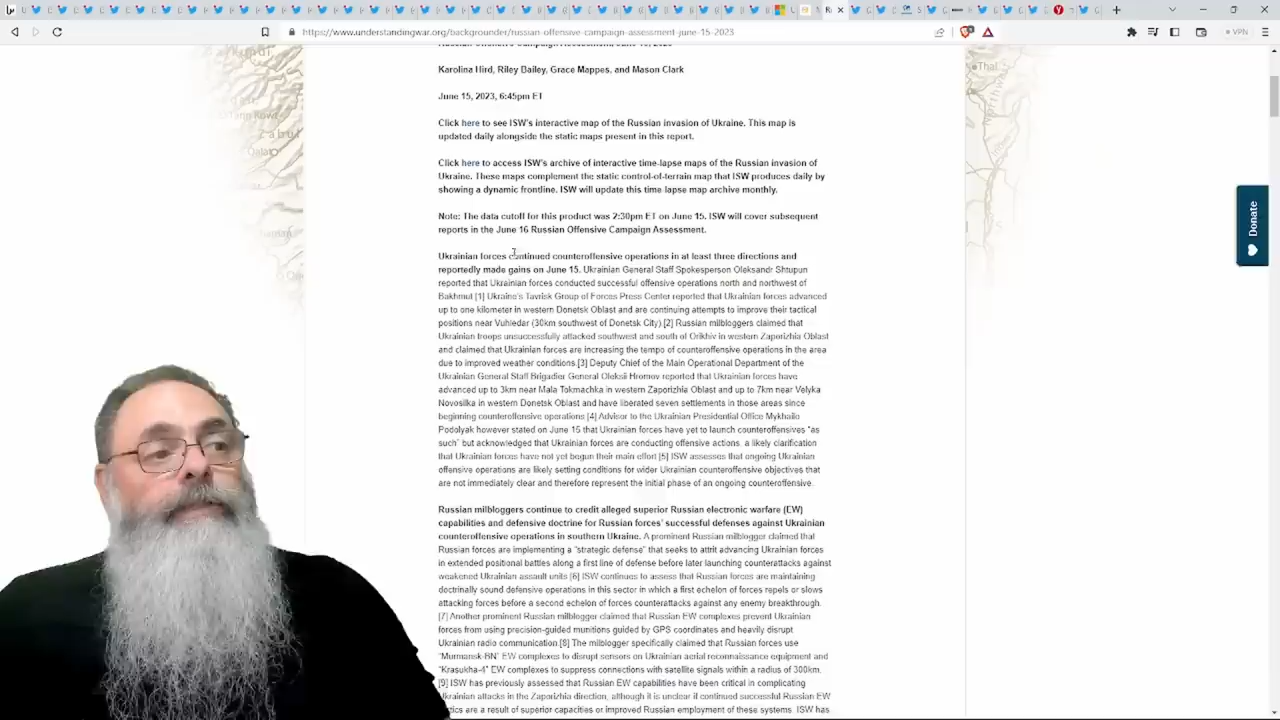 https://www.understandingwar.org/backgrounder/russian-offensive-campaign-assessment-june-15-2023
VPN
Karolina Hird, Riley Bailey, Grace Mappes, and Mason Clark
June 15, 2023, 6:45pm ET
Click here to see ISW's interactive map of the Russian invasion of Ukraine. This map is
updated daily alongside the static maps present in this report.
Click here to access ISW's archive of interactive time-lapse maps of the Russian invasion of
Ukraine. These maps complement the static control-of-terrain map that ISW produces daily by
showing a dynamic frontline. ISW will update this time-lapse map archive monthly.
Note: The data cutoff for this product was 2:30pm ET on June 15. ISW will cover subsequent
reports in the June 16 Russian Offensive Campaign Assessment.
Ukrainian forces continued counteroffensive operations in at least three directions and
reportedly made gains on June 15. Ukrainian General Staff Spokesperson Oleksandr Shtupun
reported that Ukrainian forces conducted successful offensive operations north and northwest of
Bakhmut.[1] Ukraine's Tavriisk Group of Forces Press Center reported that Ukrainian forces advanced
up to one kilometer in western Donetsk Oblast and are continuing attempts to improve their tactical
positions near Vuhledar (30km southwest of Donetsk City).[2] Russian milbloggers claimed that
Ukrainian troops unsuccessfully attacked southwest and south of Orikhiv in western Zaporizhia Oblast
and claimed that Ukrainian forces are increasing the tempo of counteroffensive operations in the area
due to improved weather conditions.[3] Deputy Chief of the Main Operational Department of the
Ukrainian General Staff Brigadier General Oleksii Hromov reported that Ukrainian forces have
advanced up to 3km near Mala Tokmachka in western Zaporizhia Oblast and up to 7km near Velyka
Novosilka in western Donetsk Oblast and have liberated seven settlements in those areas since
beginning counteroffensive operations.[4] Advisor to the Ukrainian Presidential Office Mykhailo
Podolyak however stated on June 15 that Ukrainian forces have yet to launch counteroffensives "as
such" but acknowledged that Ukrainian forces are conducting offensive actions, a likely clarification
that Ukrainian forces have not yet begun their main effort.[5] ISW assesses that ongoing Ukrainian
offensive operations are likely setting conditions for wider Ukrainian counteroffensive objectives that
are not immediately clear and therefore represent the initial phase of an ongoing counteroffensive.
Russian milbloggers continue to credit alleged superior Russian electronic warfare (EW)
capabilities and defensive doctrine for Russian forces' successful defenses against Ukrainian
counteroffensive operations in southern Ukraine. A prominent Russian milblogger claimed that
Russian forces are implementing a "strategic defense" that seeks to attrit advancing Ukrainian forces
in extended positional battles along a first line of defense before later launching counterattacks against
weakened Ukrainian assault units.[6] ISW continues to assess that Russian forces are maintaining
doctrinally sound defensive operations in this sector in which a first echelon of forces repels or slows
attacking forces before a second echelon of forces counterattacks against any enemy breakthrough.
[7] Another prominent Russian milblogger claimed that Russian EW complexes prevent Ukrainian
forces from using precision-guided munitions guided by GPS coordinates and heavily disrupt
Ukrainian radio communication.[8] The milblogger specifically claimed that Russian forces use
"Murmansk-BN" EW complexes to disrupt sensors on Ukrainian aerial reconnaissance equipment and
"Krasukha-4" EW complexes to suppress connections with satellite signals within a radius of 300km.
[9] ISW has previously assessed that Russian EW capabilities have been critical in complicating
Ukrainian attacks in the Zaporizhia direction, although it is unclear if continued successful Russian EW
tactics are a result of superior capacities or improved Russian employment of these systems. ISW has
Donate